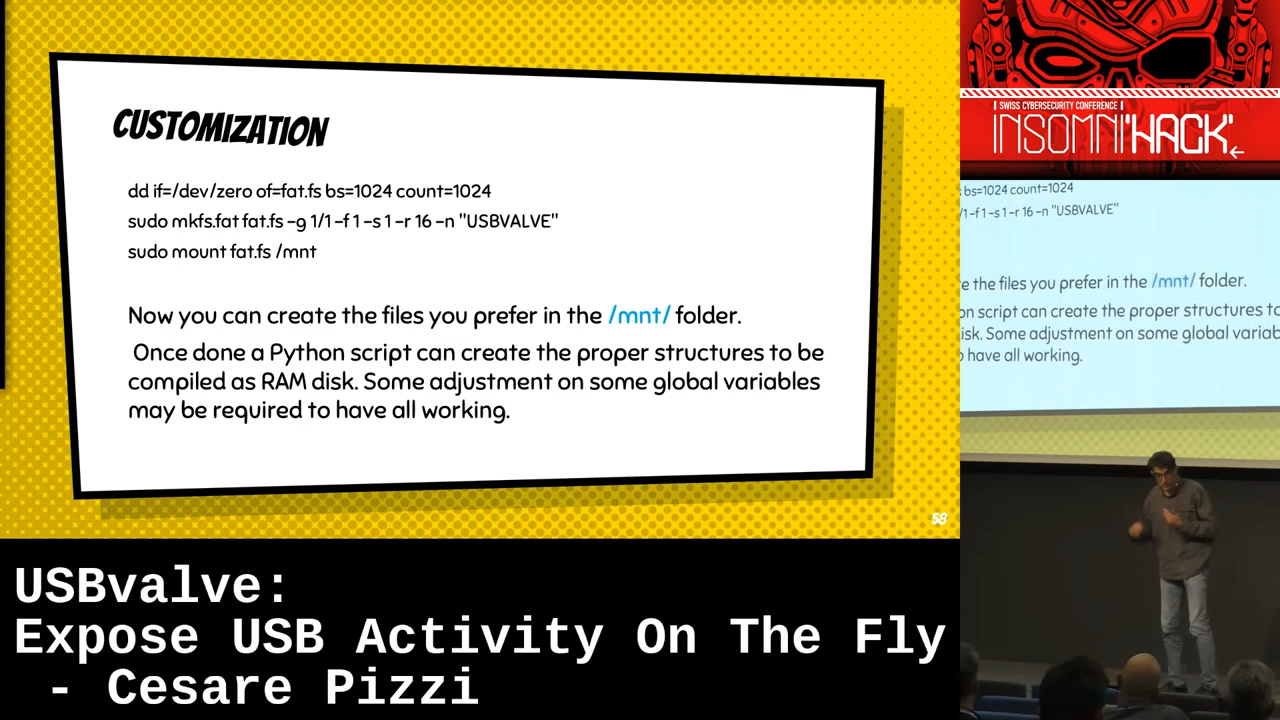 CUSTOMIZATION
dd if=/dev/zero of=fat.fs bs=1024 count=1024
sudo mkfs.fat fat.fs –g 1/1 –f 1 –s 1 –r 16 –n "USBVALVE"
sudo mount fat.fs /mnt
Now you can create the files you prefer in the /mnt/ folder.
Once done a Python script can create the proper structures to be
compiled as RAM disk. Some adjustment on some global variables
may be required to have all working.
58
SWISS CYBERSECURITY CONFERENCE
INSOMNI'HACK'
bs=1024 count=1024
/1 –f 1 –s 1 –r 16 –n "USBVALVE"
e the files you prefer in the /mnt/ folder.
on script can create the proper structures to
isk. Some adjustment on some global variab
have all working.
USBvalve:
Expose USB Activity On The Fly
- Cesare Pizzi